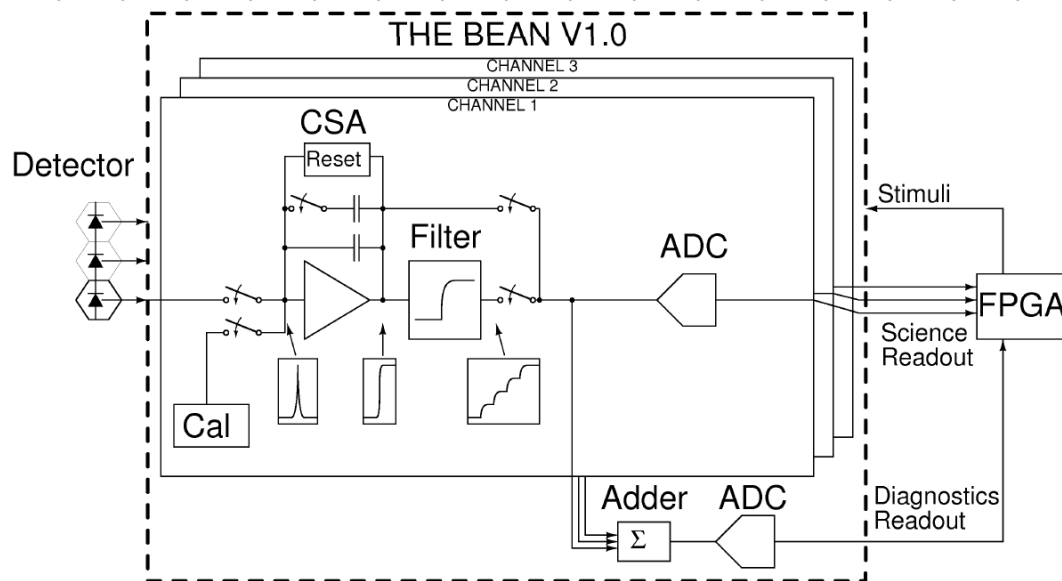 THE BEAN V1.0
CHANNEL 3
CHANNEL 2
CHANNEL 1
CSA
Reset
Detector
Stimuli
Filter
ADC
FPGA
Science
Readout
Cal
Adder
ADC
Diagnostics
Readout
Σ